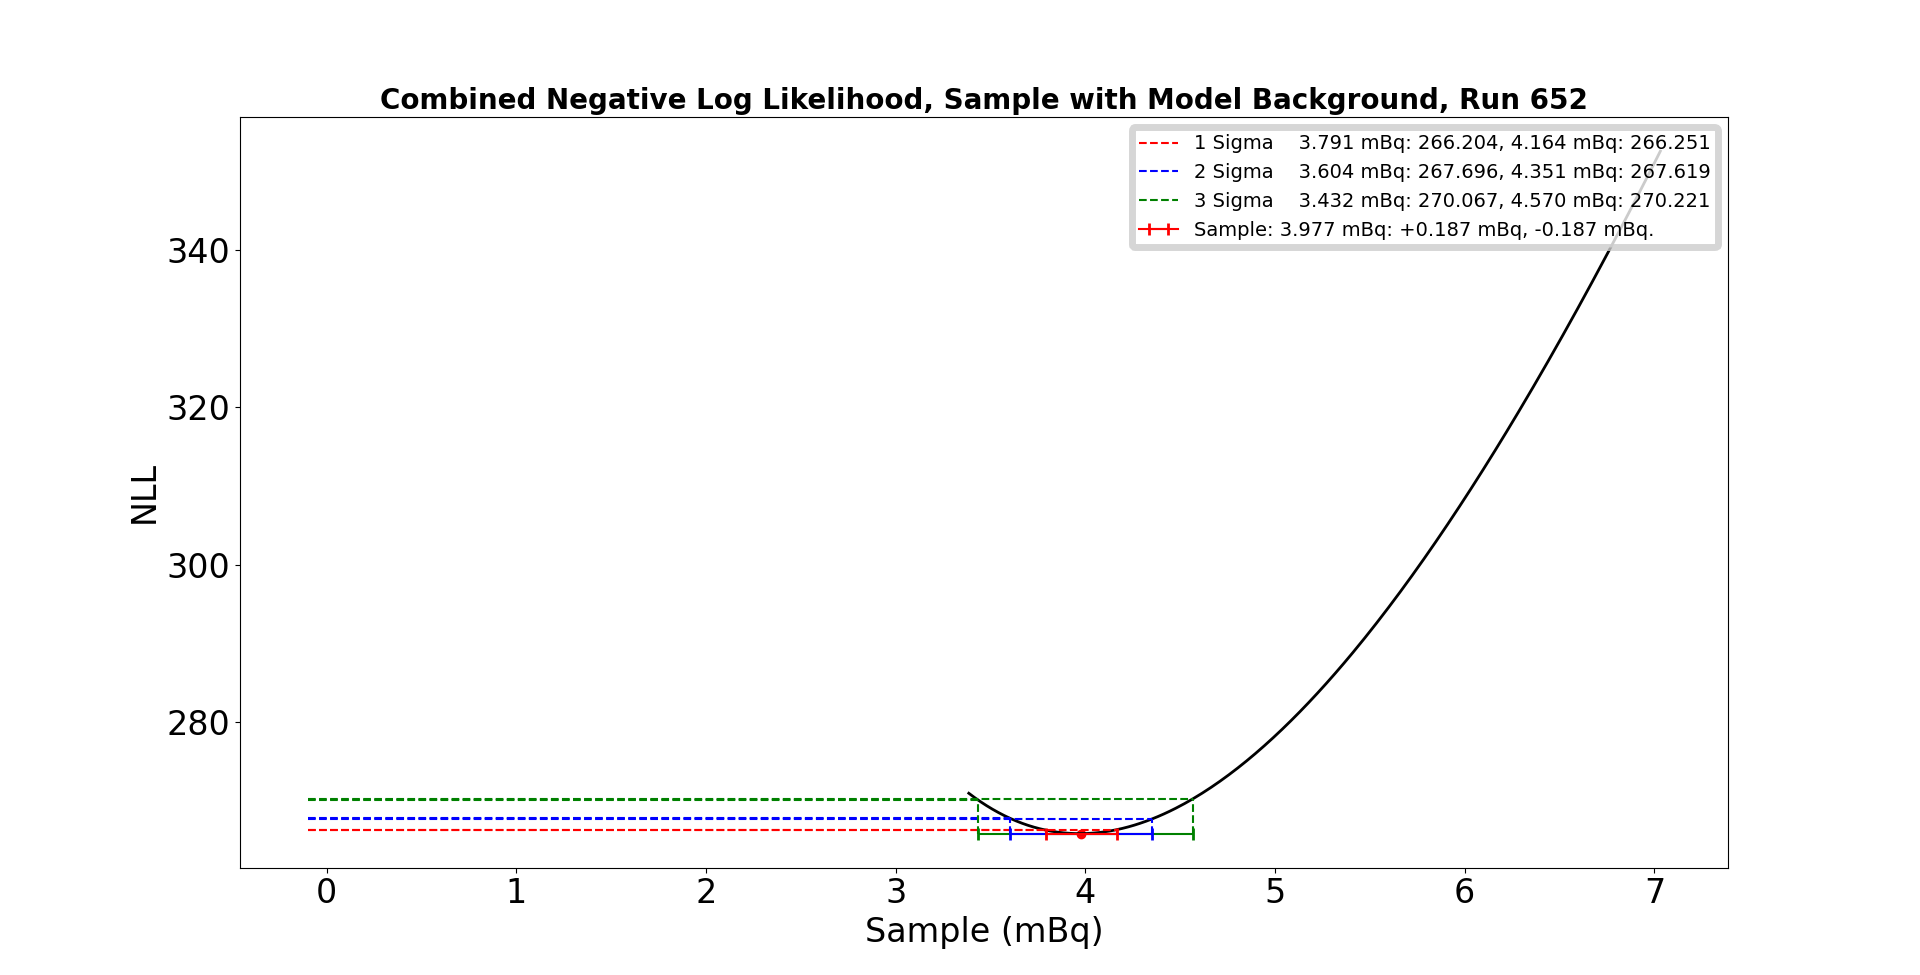 Combined Negative Log Likelihood, Sample with Model Background, Run 652
1 Sigma    3.791 mBq: 266.204, 4.164 mBq: 266.251
2 Sigma    3.604 mBq: 267.696, 4.351 mBq: 267.619
3 Sigma    3.432 mBq: 270.067, 4.570 mBq: 270.221
Sample: 3.977 mBq: +0.187 mBq, -0.187 mBq.
NLL
340
320
300
280
0 1 2 3 4 5 6 7
Sample (mBq)